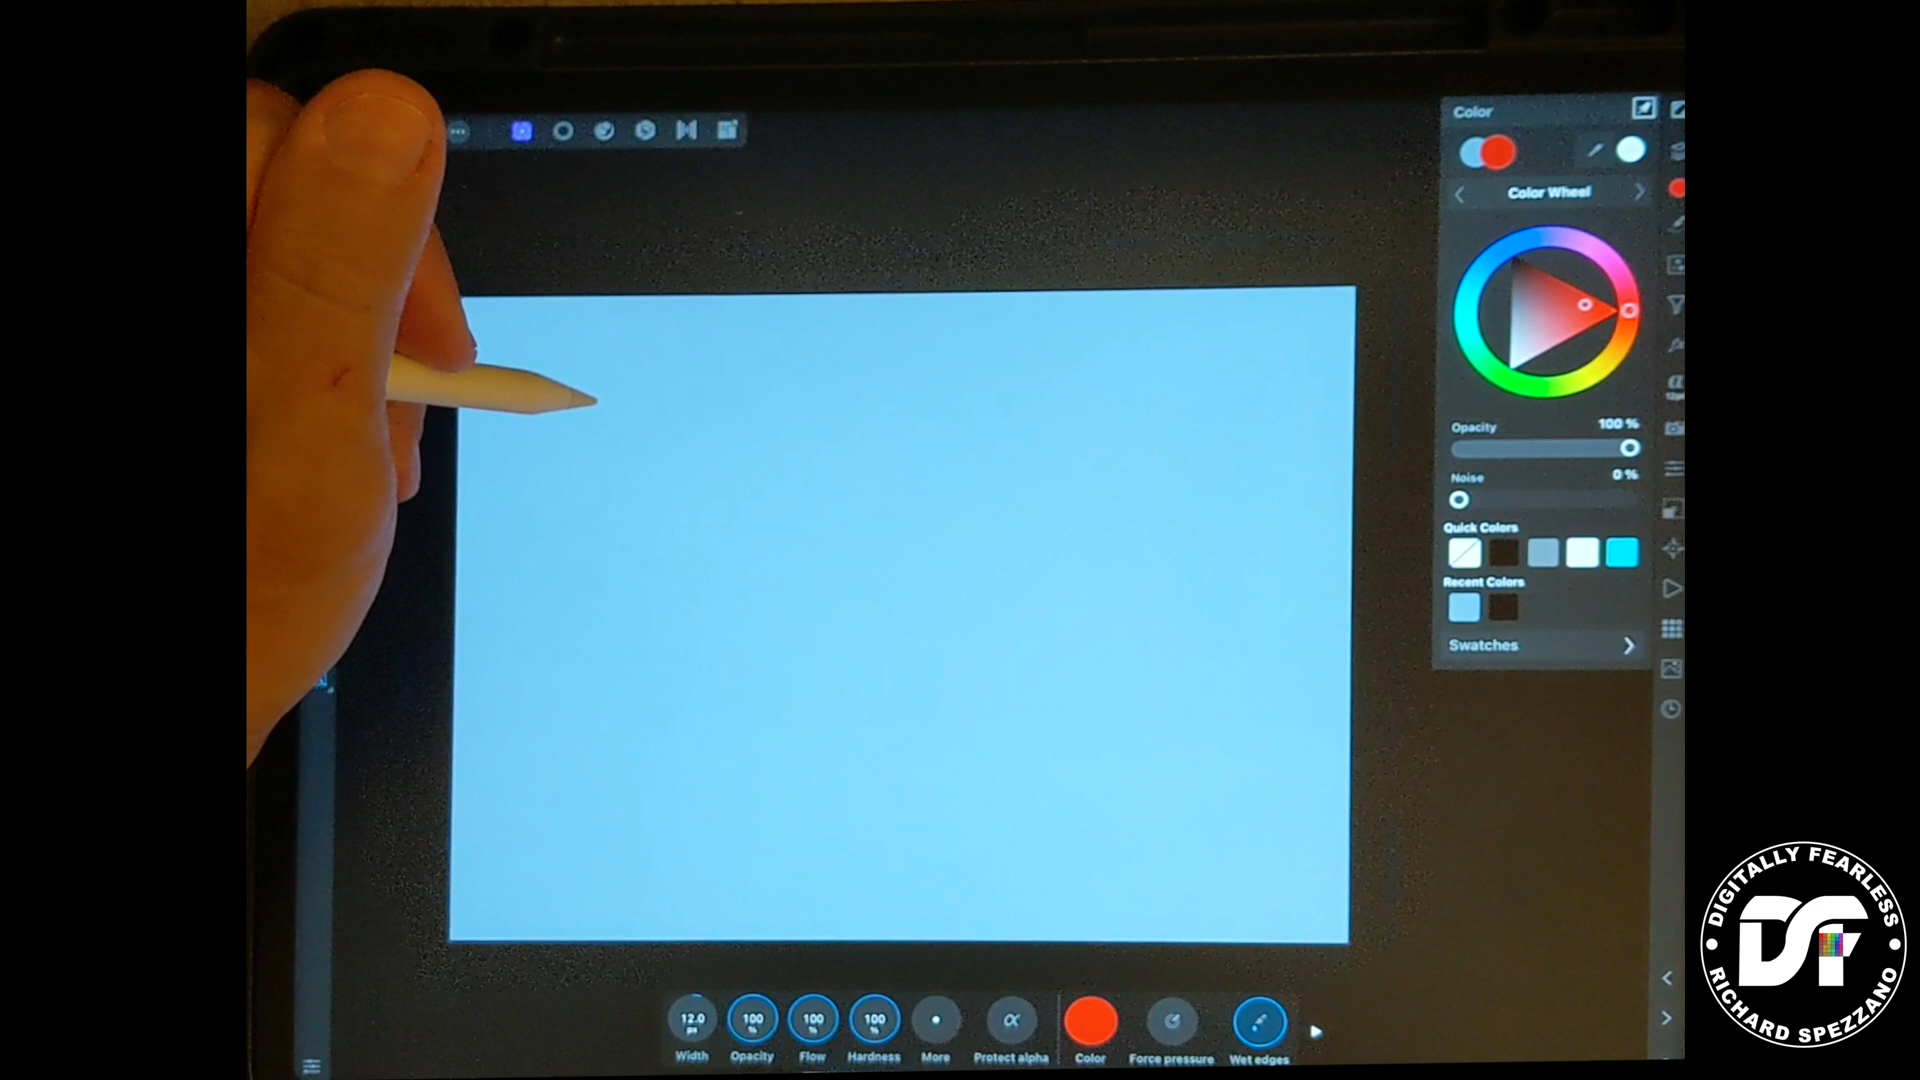 Color
Color Wheel
Opacity 100 %
Noise 0 %
Quick Colors
Recent Colors
Swatches
12.0 px
100 %
100 %
100 %
α
Width
Opacity
Flow
Hardness
More
Protect alpha
Color
Force pressure
Wet edges
DIGITALLY FEARLESS
DF
RICHARD SPEZZANO